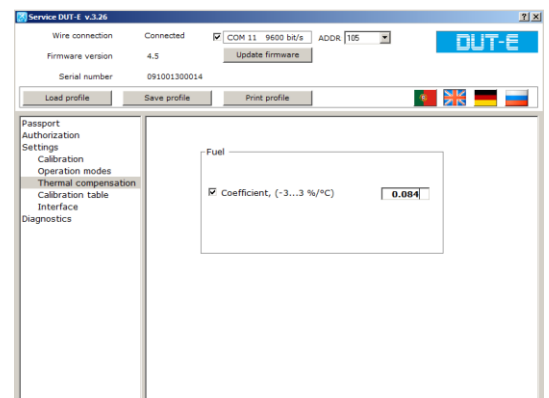 Service DUT-E v.3.26
Wire connection Connected COM 11 9600 bit/s ADDR 105
DUT-E
Firmware version 4.5 Update firmware
Serial number 091001300014
Load profile Save profile Print profile
Passport
Authorization
Settings
Calibration
Operation modes
Thermal compensation
Calibration table
Interface
Diagnostics
Fuel
Coefficient, (-3...3 %/°C) 0.084